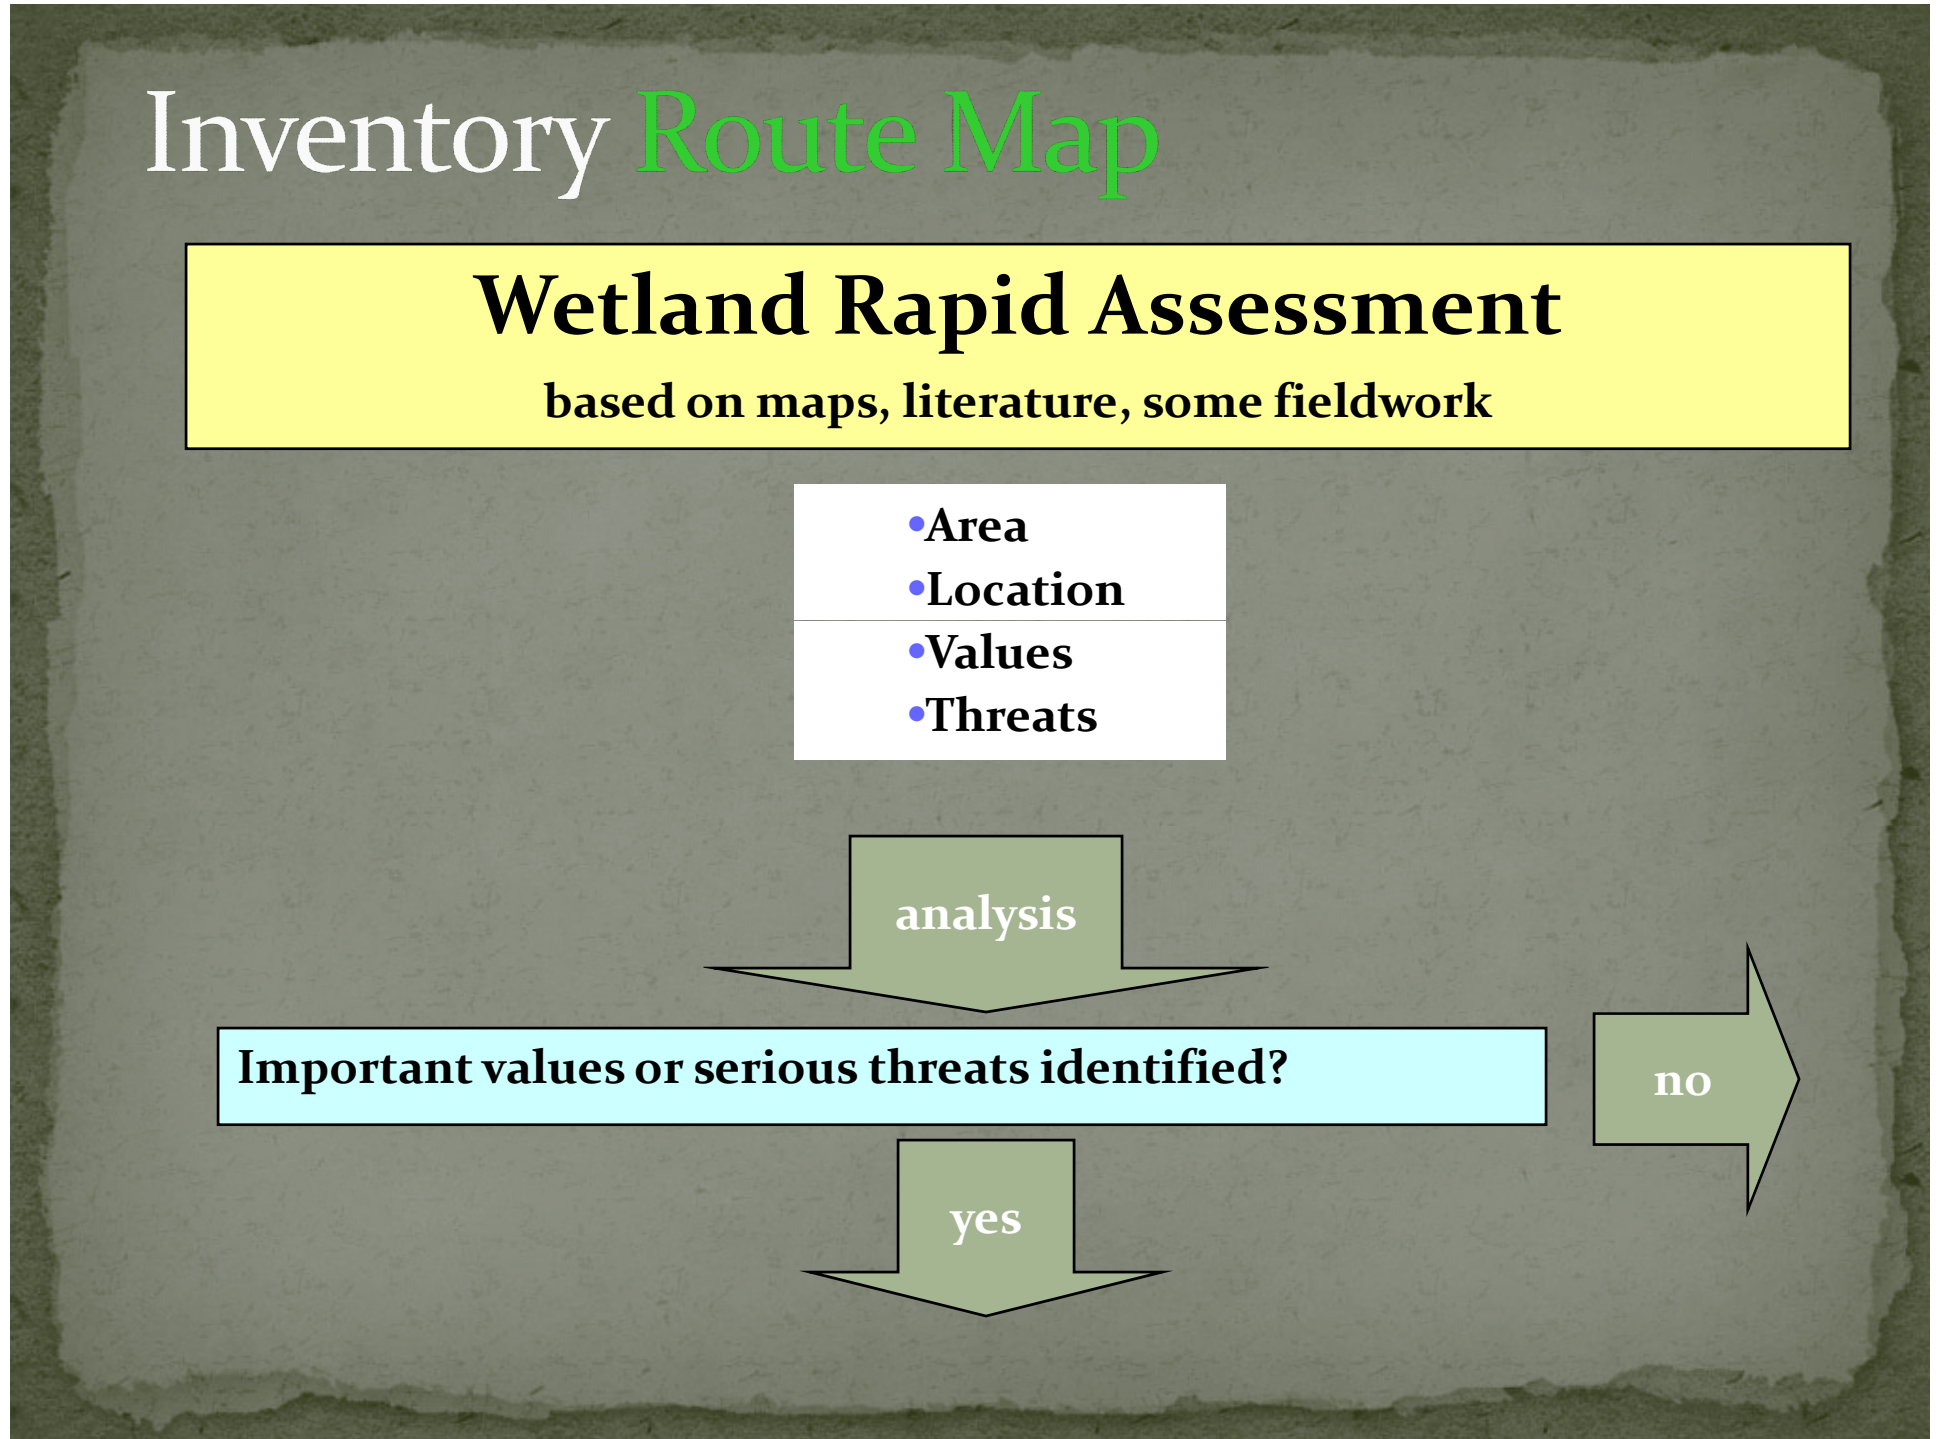 Inventory Route Map
Wetland Rapid Assessment
based on maps, literature, some fieldwork
•Area
•Location
•Values
•Threats
analysis
Important values or serious threats identified?
no
yes